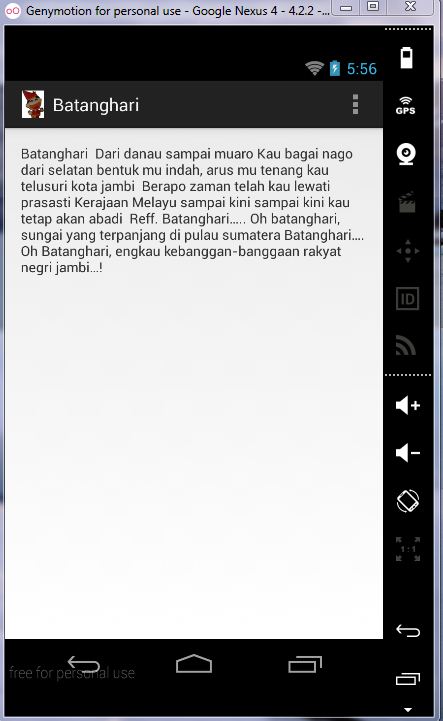 Genymotion for personal use - Google Nexus 4 - 4.2.2 -...
5:56
Batanghari
GPS
Batanghari  Dari danau sampai muaro Kau bagai nago
dari selatan bentuk mu indah, arus mu tenang kau
telusuri kota jambi  Berapo zaman telah kau lewati
prasasti Kerajaan Melayu sampai kini sampai kini kau
tetap akan abadi  Reff. Batanghari….. Oh batanghari,
sungai yang terpanjang di pulau sumatera Batanghari….
Oh Batanghari, engkau kebanggan-banggaan rakyat
negri jambi…!
ID
1:1
free for personal use